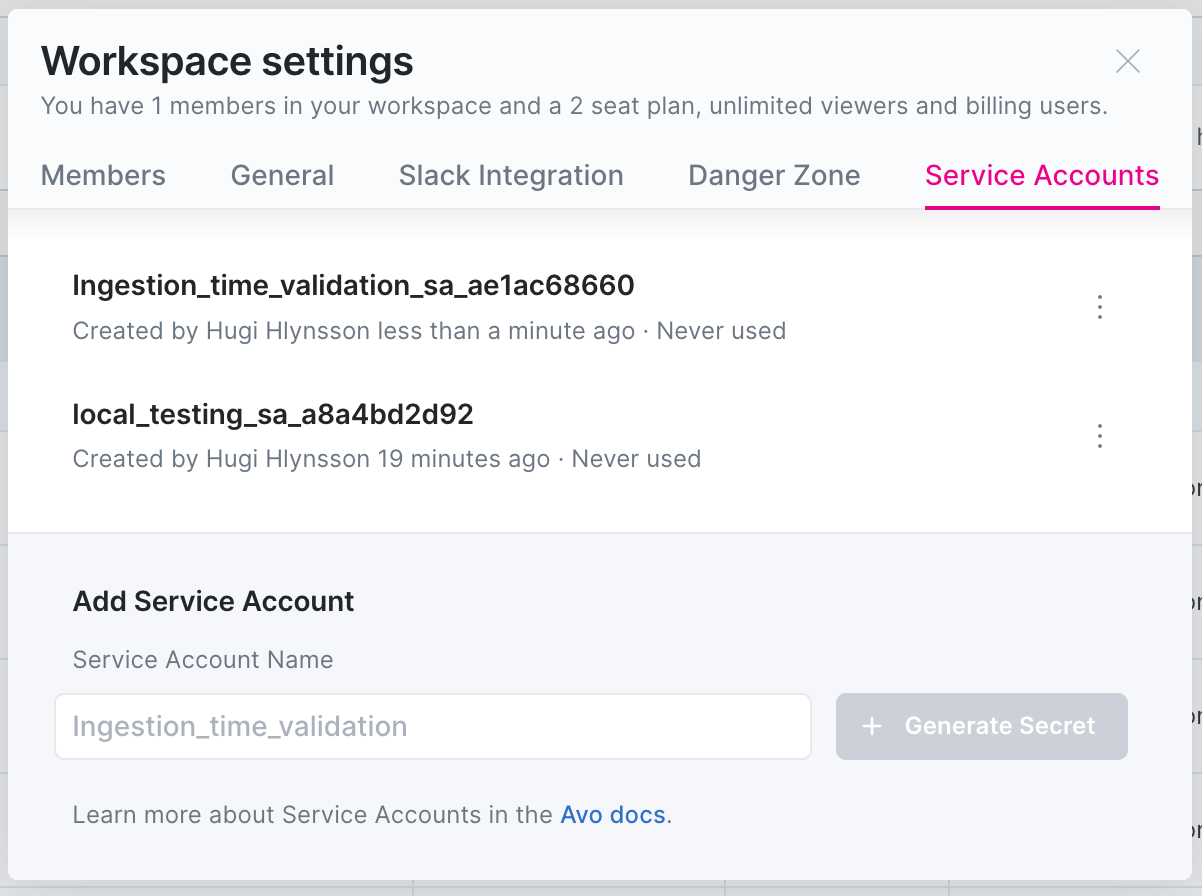 Workspace settings
You have 1 members in your workspace and a 2 seat plan, unlimited viewers and billing users.
Members General Slack Integration Danger Zone Service Accounts
Ingestion_time_validation_sa_ae1ac68660
Created by Hugi Hlynsson less than a minute ago · Never used
local_testing_sa_a8a4bd2d92
Created by Hugi Hlynsson 19 minutes ago · Never used
Add Service Account
Service Account Name
Ingestion_time_validation
+ Generate Secret
Learn more about Service Accounts in the Avo docs.